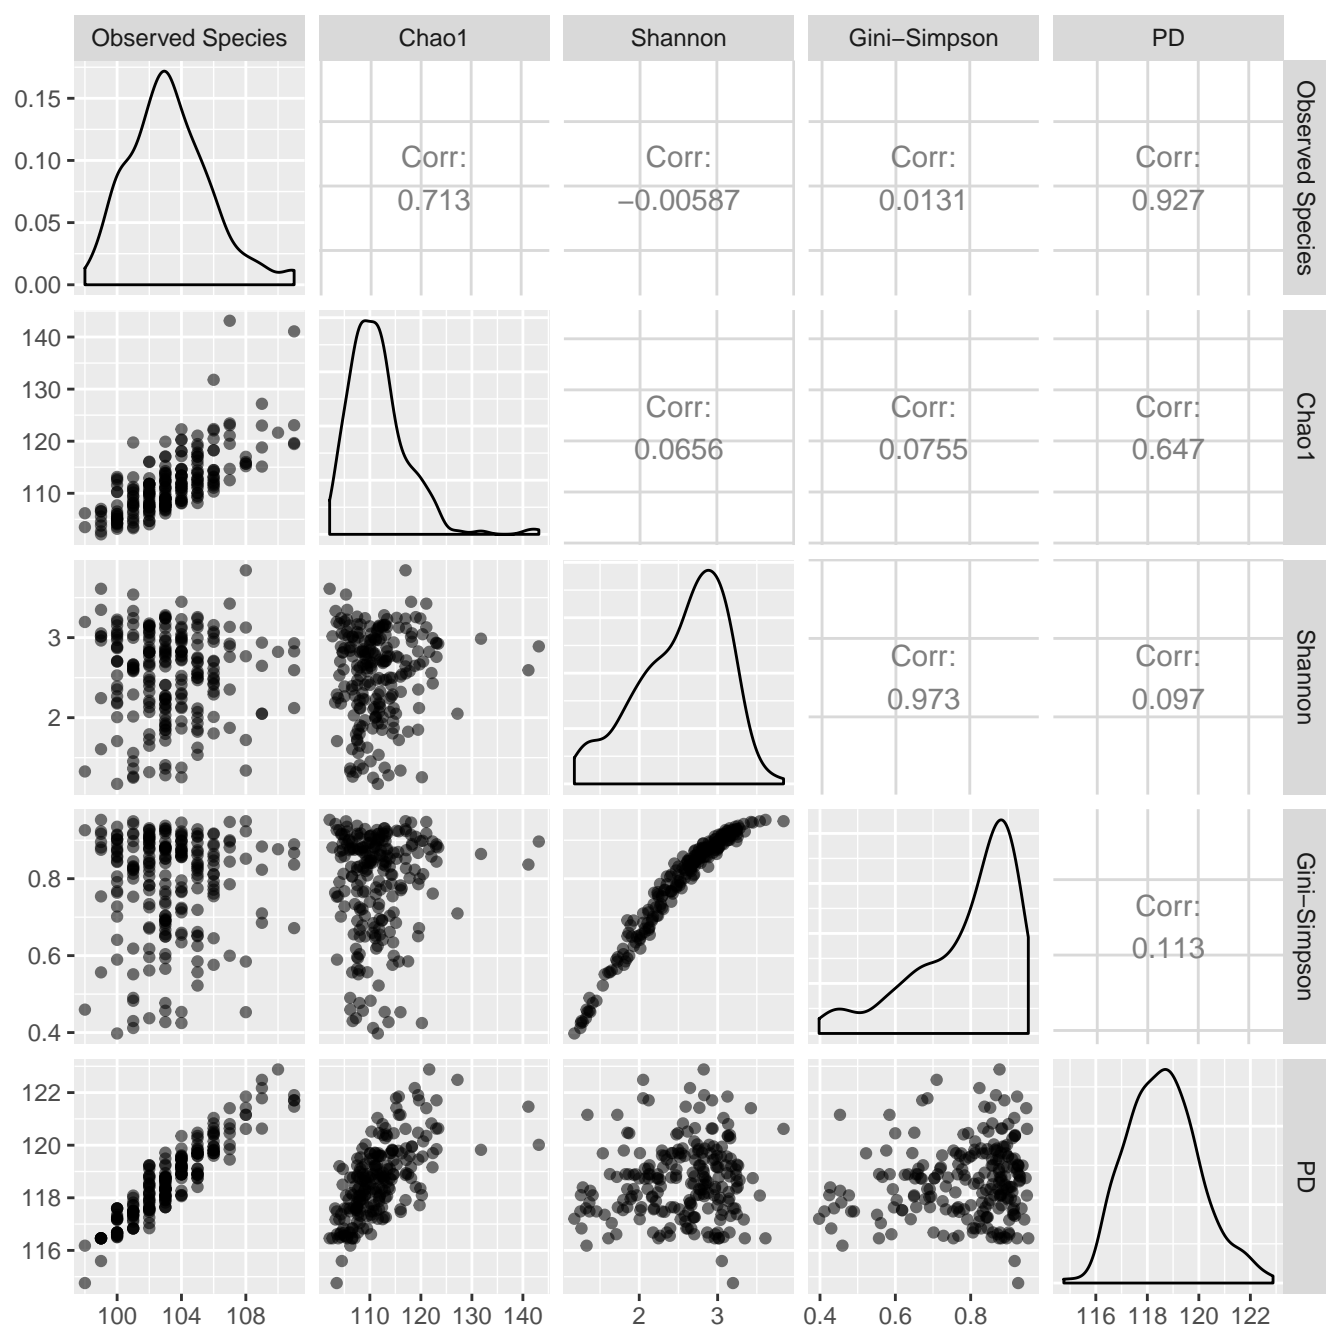 Observed Species Chao1 Shannon Gini−Simpson PD
0.15
0.10
0.05
0.00
Corr:
0.713
Corr:
−0.00587
Corr:
0.0131
Corr:
0.927
Observed Species
140
130
120
110
Corr:
0.0656
Corr:
0.0755
Corr:
0.647
Chao1
3
2
Corr:
0.973
Corr:
0.097
Shannon
0.8
0.6
0.4
Corr:
0.113
Gini−Simpson
122
120
118
116
PD
100 104 108 110 120 130 140 2 3 0.4 0.6 0.8 116 118 120 122